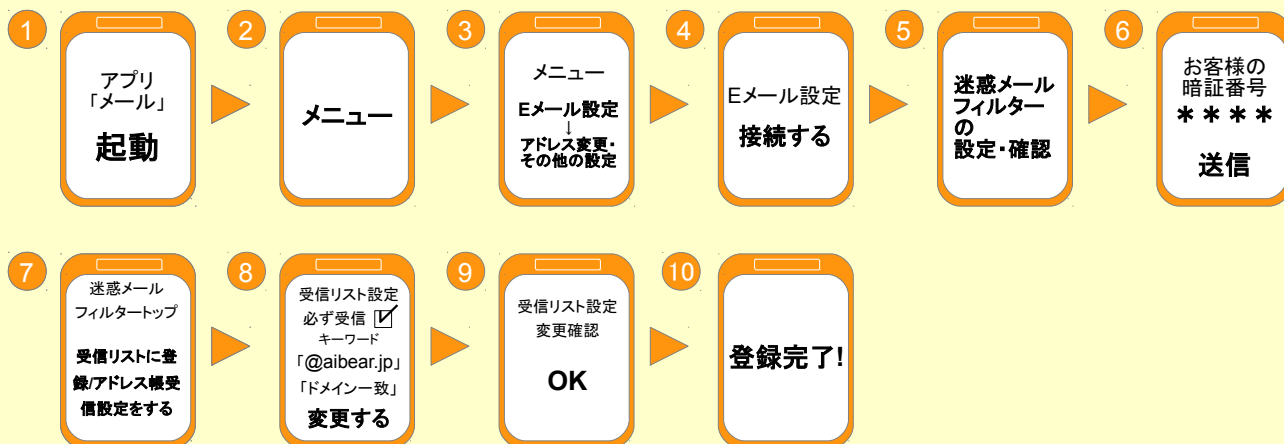 1
アプリ
「メール」
起動
2
メニュー
3
メニュー
Eメール設定
↓
アドレス変更・
その他の設定
4
Eメール設定
接続する
5
迷惑メール
フィルター
の
設定・確認
6
お客様の
暗証番号
＊＊＊＊
送信
7
迷惑メール
フィルタートップ
受信リストに登
録/アドレス帳受
信設定をする
8
受信リスト設定
必ず受信 ☑
キーワード
「@aibear.jp」
「ドメイン一致」
変更する
9
受信リスト設定
変更確認
OK
10
登録完了!